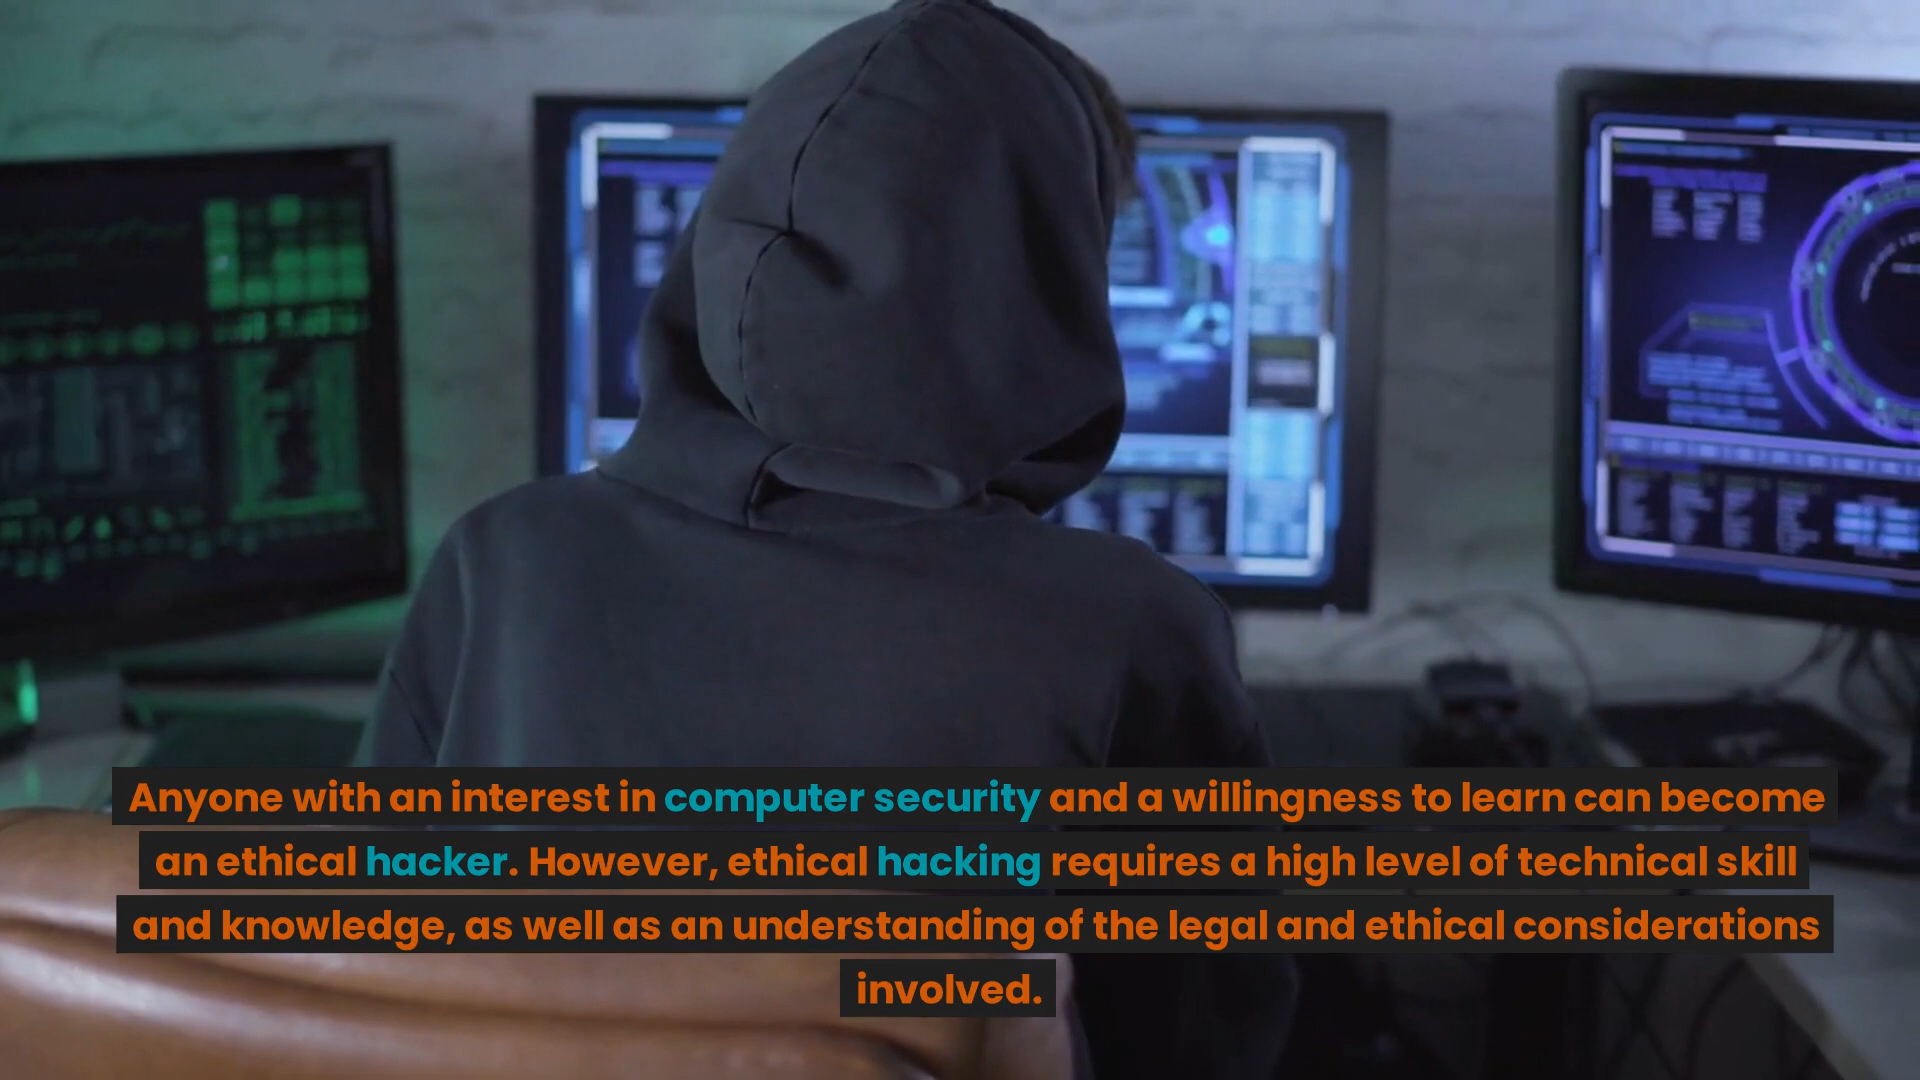 Anyone with an interest in computer security and a willingness to learn can become
an ethical hacker. However, ethical hacking requires a high level of technical skill
and knowledge, as well as an understanding of the legal and ethical considerations
involved.